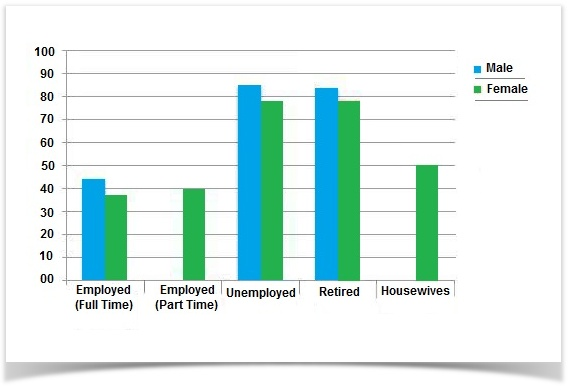 100
90
80
70
60
50
40
30
20
10
00
Male
Female
Employed
(Full Time)
Employed
(Part Time)
Unemployed
Retired
Housewives